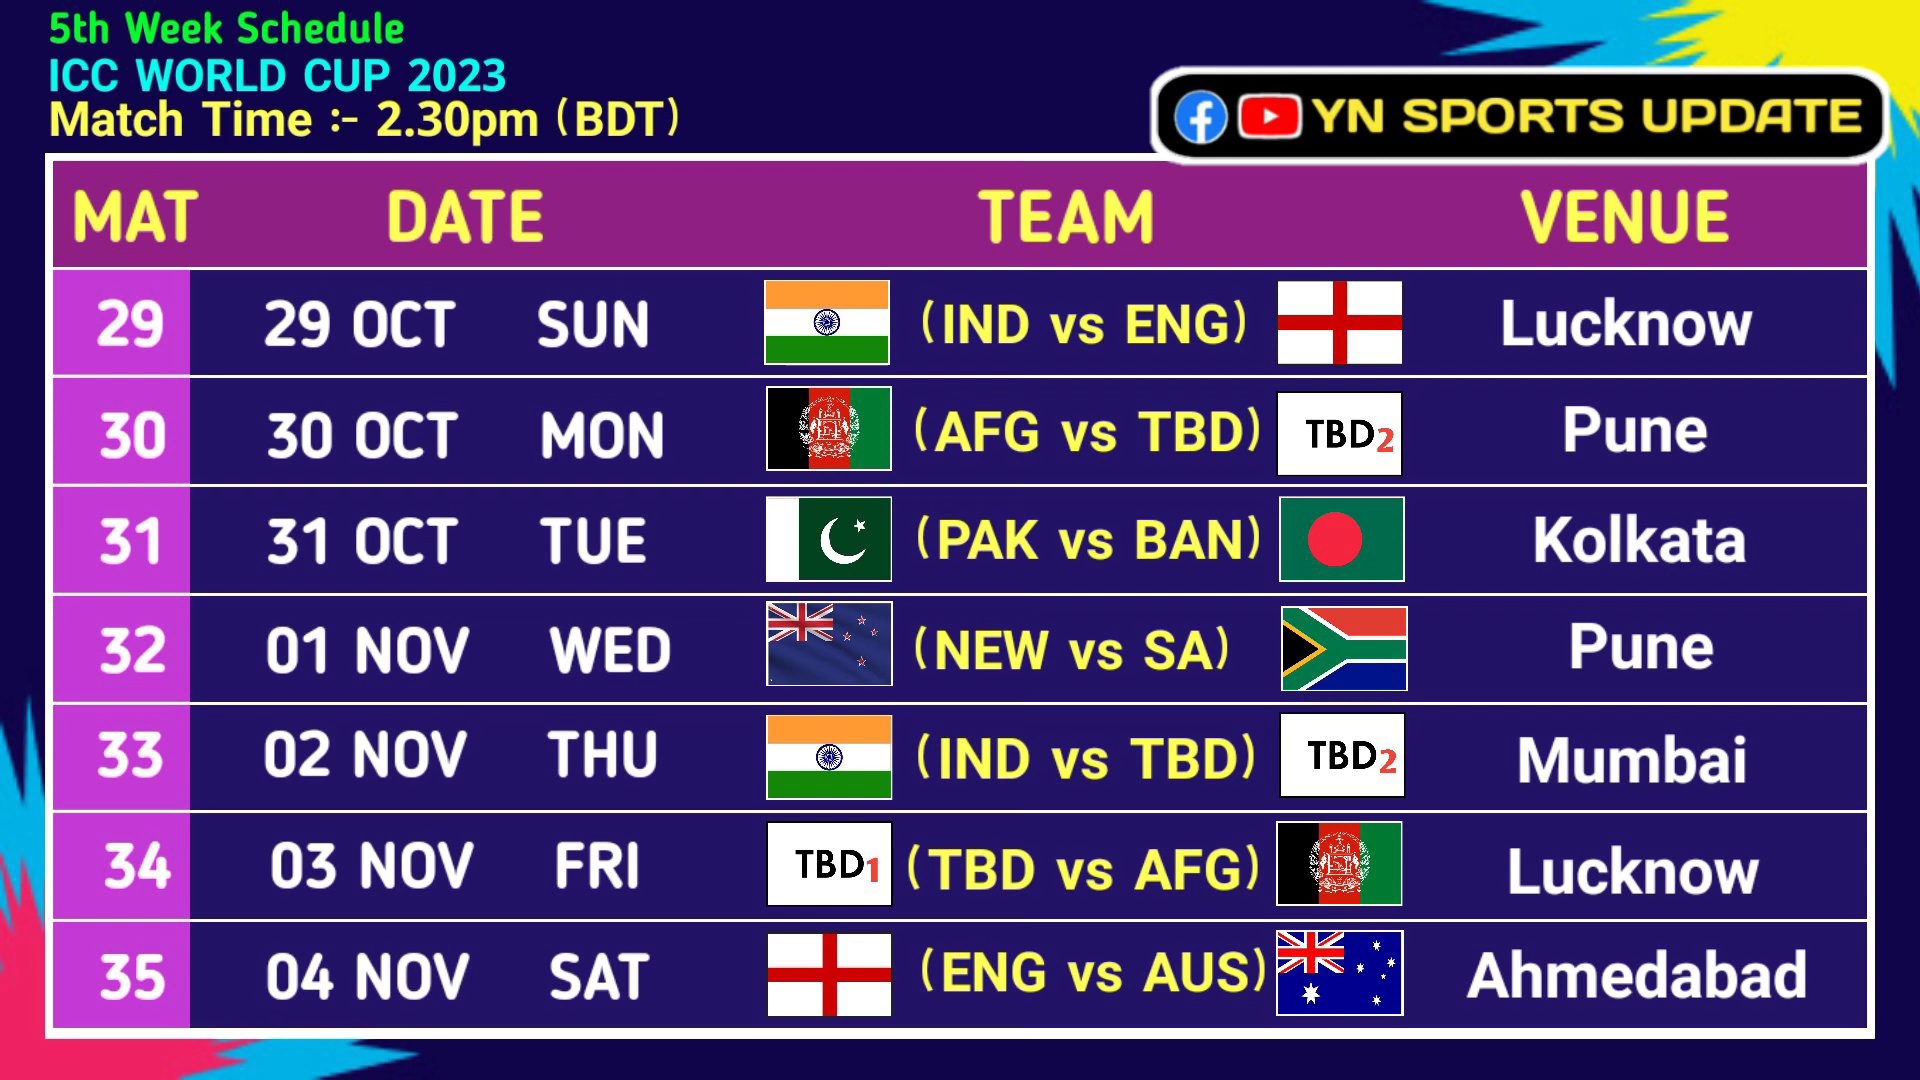 5th Week Schedule
ICC WORLD CUP 2023
Match Time :- 2.30pm (BDT)
YN SPORTS UPDATE
MAT DATE TEAM VENUE
29 29 OCT SUN (IND vs ENG) Lucknow
30 30 OCT MON (AFG vs TBD) TBD2 Pune
31 31 OCT TUE (PAK vs BAN) Kolkata
32 01 NOV WED (NEW vs SA) Pune
33 02 NOV THU (IND vs TBD) TBD2 Mumbai
34 03 NOV FRI TBD1 (TBD vs AFG) Lucknow
35 04 NOV SAT (ENG vs AUS) Ahmedabad